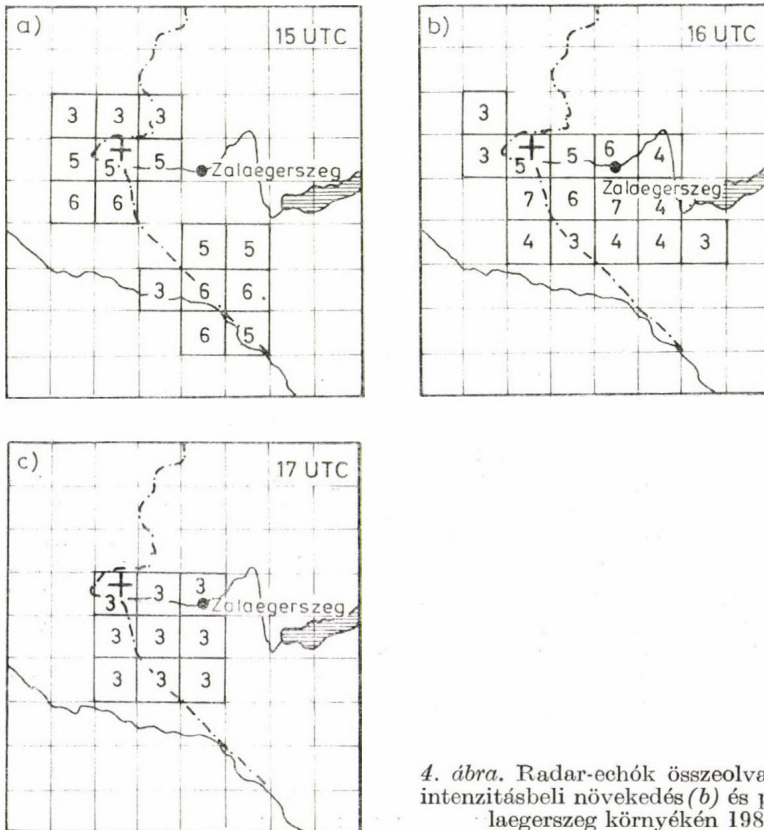 a)
15 UTC
3 3 3
5 5 5
Zalaegerszeg
6 6
5 5
3 6 6
6 5
b)
16 UTC
3
3 5 5 6 4
Zalaegerszeg
7 6 7 4
4 3 4 4 3
c)
17 UTC
3 3 3
Zalaegerszeg
3 3 3
3 3 3
4. ábra. Radar-echók összeolva
intenzitásbeli növekedés (b) és p
laegerszeg környékén 198